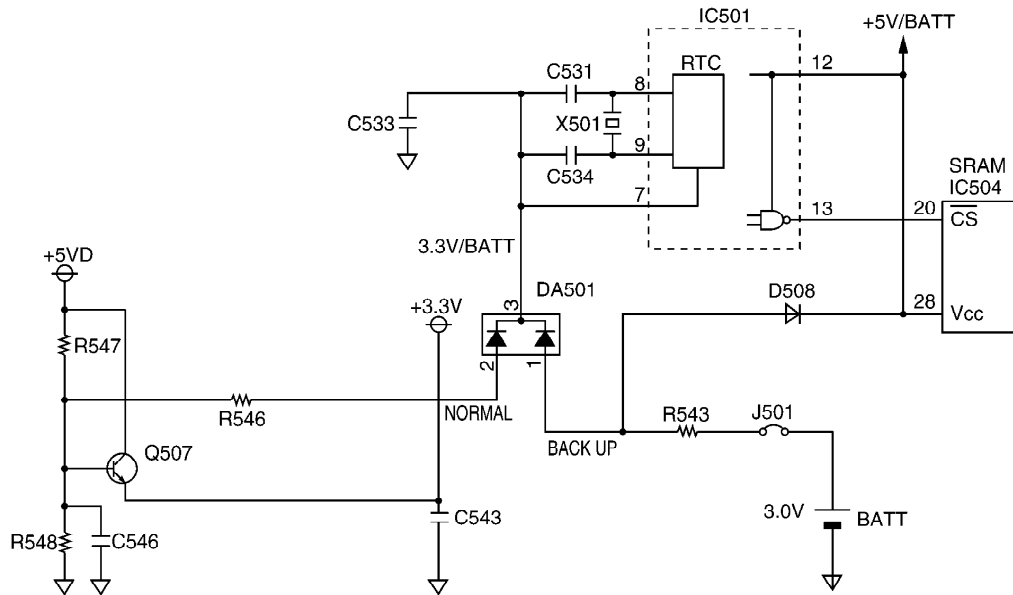 IC501
+5V/BATT
RTC
12
C531
8
C533
X501
9
C534
7
13
SRAM
IC504
20
CS
3.3V/BATT
+5VD
+3.3V
3
DA501
D508
28
Vcc
R547
2
1
R546
NORMAL
R543
J501
BACK UP
Q507
3.0V
BATT
C543
R548
C546